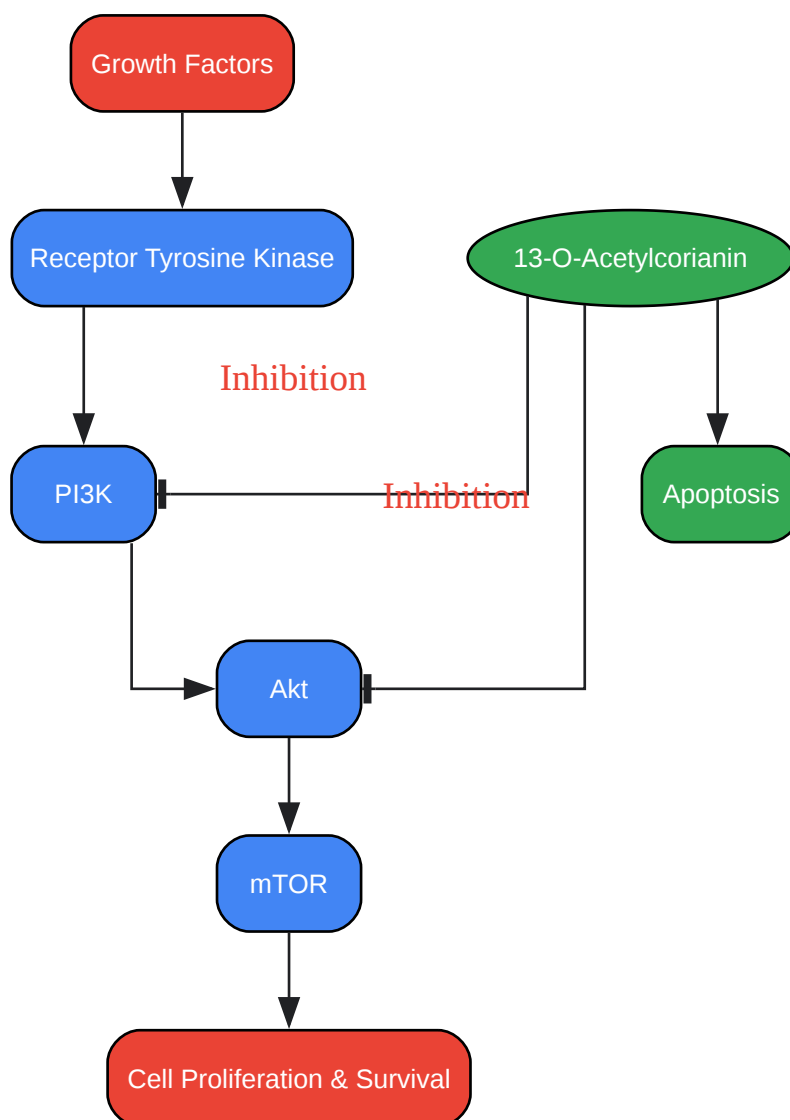 Growth Factors
Receptor Tyrosine Kinase
13-O-Acetylcorianin
Inhibition
PI3K
Inhibition
Apoptosis
Akt
mTOR
Cell Proliferation & Survival